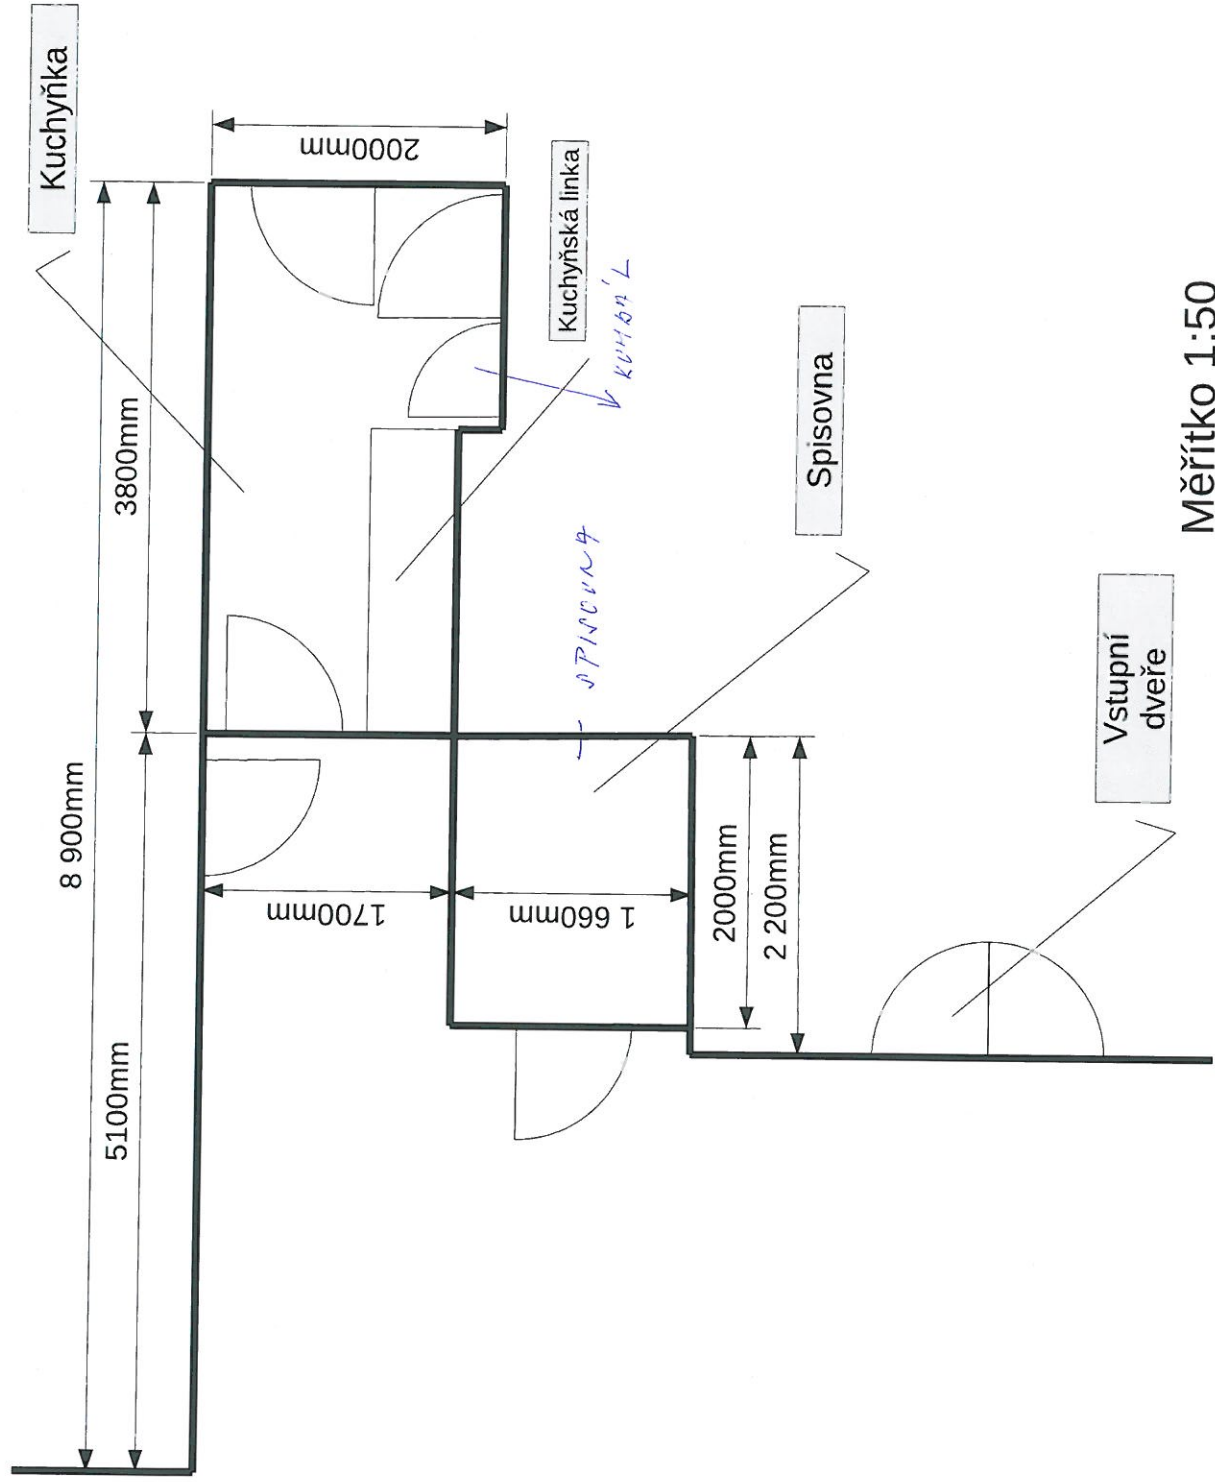 Kuchyňka
8 900mm
5100mm
3800mm
2000mm
Kuchyňská linka
1700mm
1 660mm
SPISOVNA
2000mm
2 200mm
Spisovna
Vstupní
dveře
Měřítko 1:50